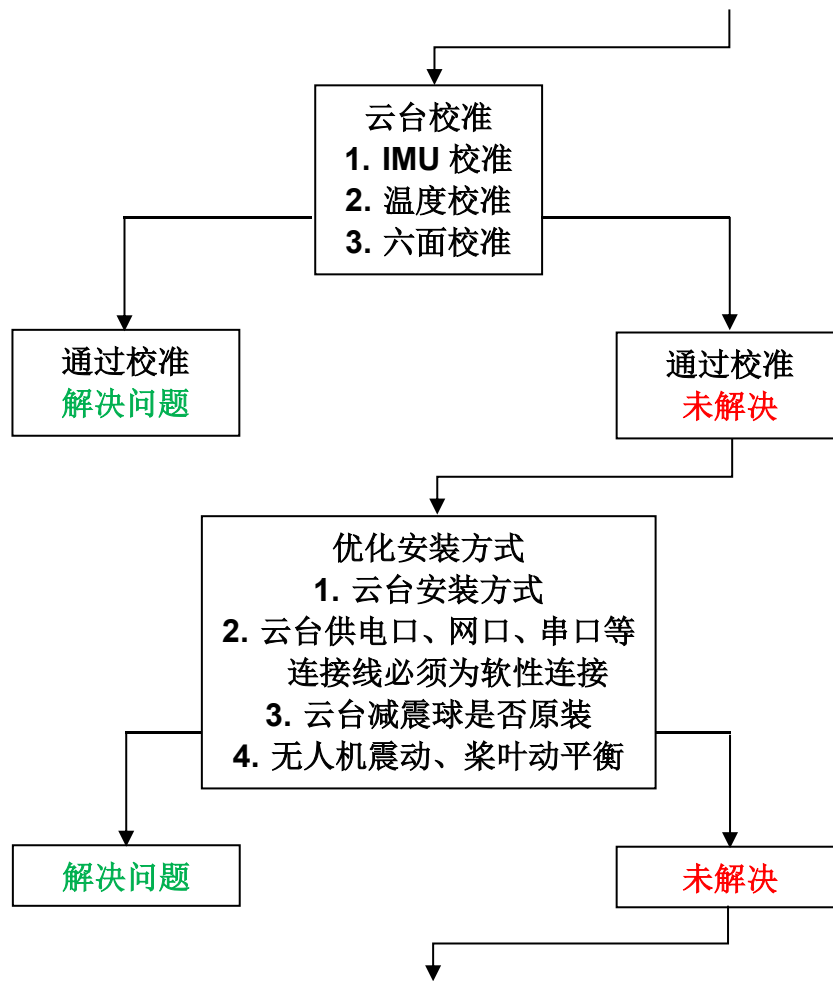 云台校准
1. IMU 校准
2. 温度校准
3. 六面校准
通过校准
解决问题
通过校准
未解决
优化安装方式
1. 云台安装方式
2. 云台供电口、网口、串口等
连接线必须为软性连接
3. 云台减震球是否原装
4. 无人机震动、桨叶动平衡
解决问题
未解决